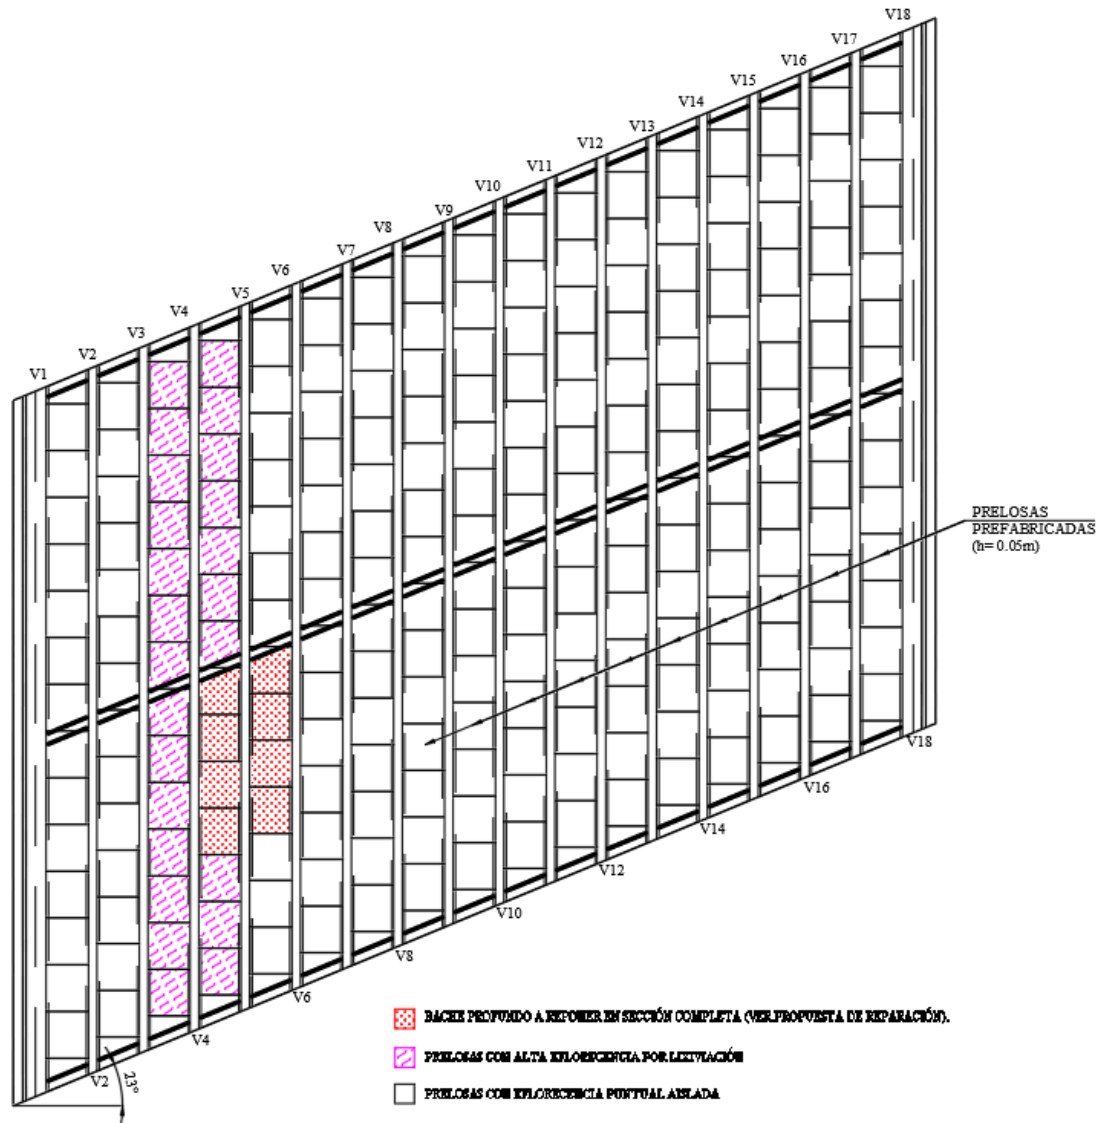 V18
V17
V16
V15
V14
V13
V12
V11
V10
V9
V8
V7
V6
V5
V4
V3
V2
V1
PRELOSAS
PREFABRICADAS
(h= 0.05m)
V18
V16
V14
V12
V10
V8
V6
V4
V2
23°
BACHE PROFUNDO A REPONER EN SECCIÓN COMPLETA (VER PROPUESTA DE REPARACIÓN).
PRELOSAS CON ALTA EFLORECENCIA POR LIXIVIACIÓN
PRELOSAS CON EFLORECENCIA PUNTUAL AISLADA